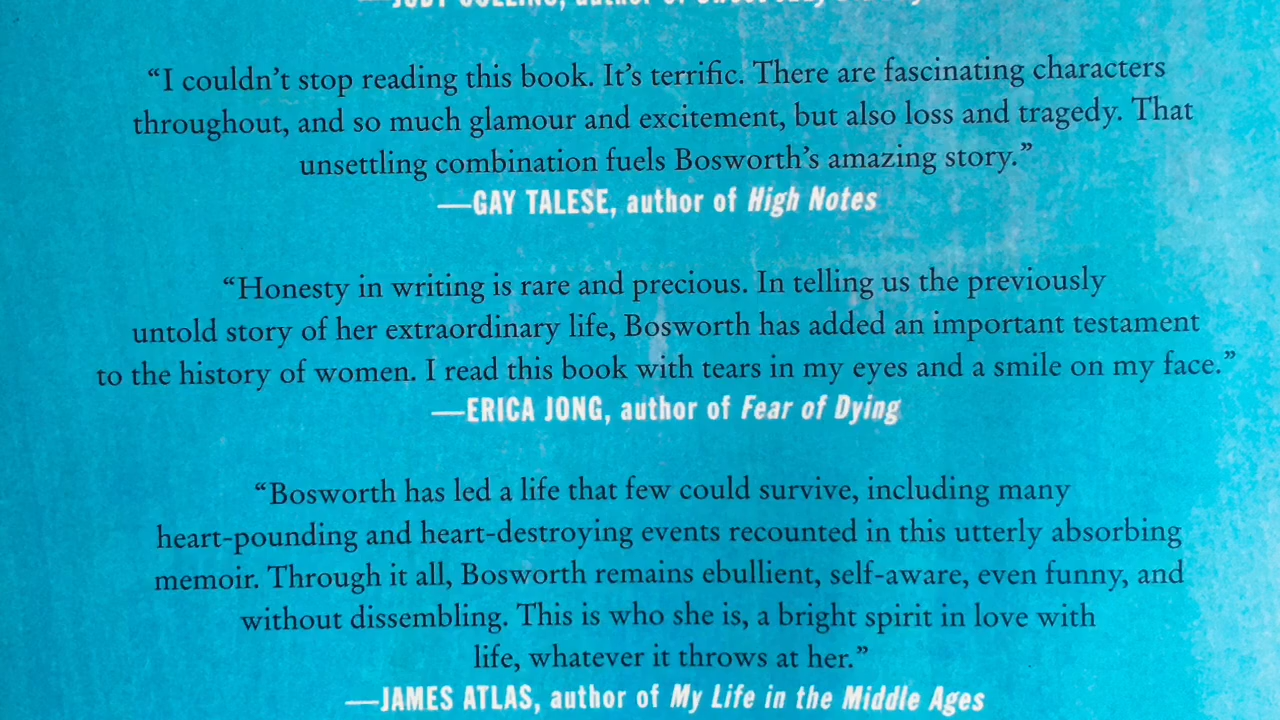 “I couldn’t stop reading this book. It’s terrific. There are fascinating characters
throughout, and so much glamour and excitement, but also loss and tragedy. That
unsettling combination fuels Bosworth’s amazing story.”
—GAY TALESE, author of High Notes
“Honesty in writing is rare and precious. In telling us the previously
untold story of her extraordinary life, Bosworth has added an important testament
to the history of women. I read this book with tears in my eyes and a smile on my face.”
—ERICA JONG, author of Fear of Dying
“Bosworth has led a life that few could survive, including many
heart-pounding and heart-destroying events recounted in this utterly absorbing
memoir. Through it all, Bosworth remains ebullient, self-aware, even funny, and
without dissembling. This is who she is, a bright spirit in love with
life, whatever it throws at her.”
—JAMES ATLAS, author of My Life in the Middle Ages